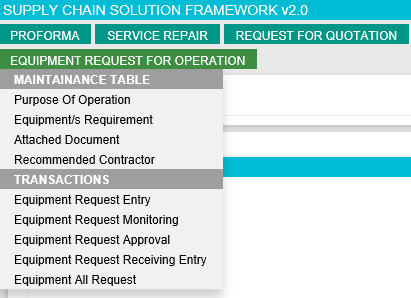 SUPPLY CHAIN SOLUTION FRAMEWORK v2.0
PROFORMA SERVICE REPAIR REQUEST FOR QUOTATION
EQUIPMENT REQUEST FOR OPERATION
MAINTAINANCE TABLE
Purpose Of Operation
Equipment/s Requirement
Attached Document
Recommended Contractor
TRANSACTIONS
Equipment Request Entry
Equipment Request Monitoring
Equipment Request Approval
Equipment Request Receiving Entry
Equipment All Request